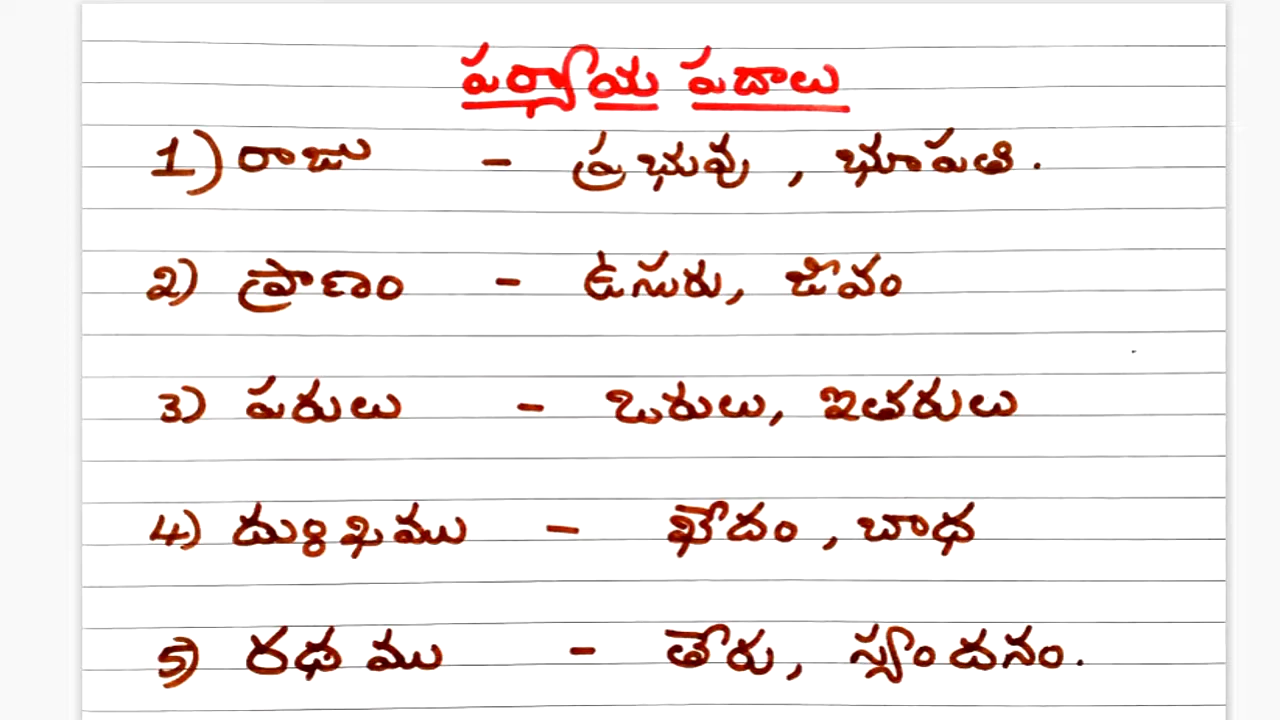 పర్యాయ పదాలు
1) రాజు - ప్రభువు, భూపతి.
2) ప్రాణం - ఉసురు, జీవం
3) పరులు - ఒరులు, ఇతరులు
4) దుఃఖము - ఖేదం, బాధ
5) రథము - తేరు, స్యందనం.